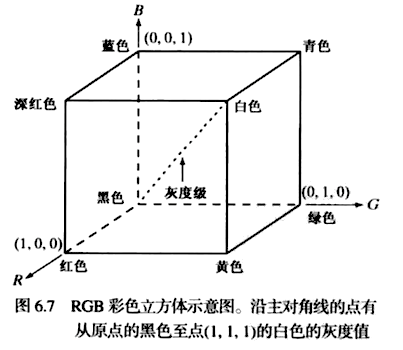 B
蓝色
(0, 0, 1)
青色
深红色
白色
黑色
灰度级
(0, 1, 0)
G
绿色
(1, 0, 0)
R
红色
黄色
图 6.7 RGB 彩色立方体示意图。沿主对角线的点有
从原点的黑色至点(1, 1, 1)的白色的灰度值